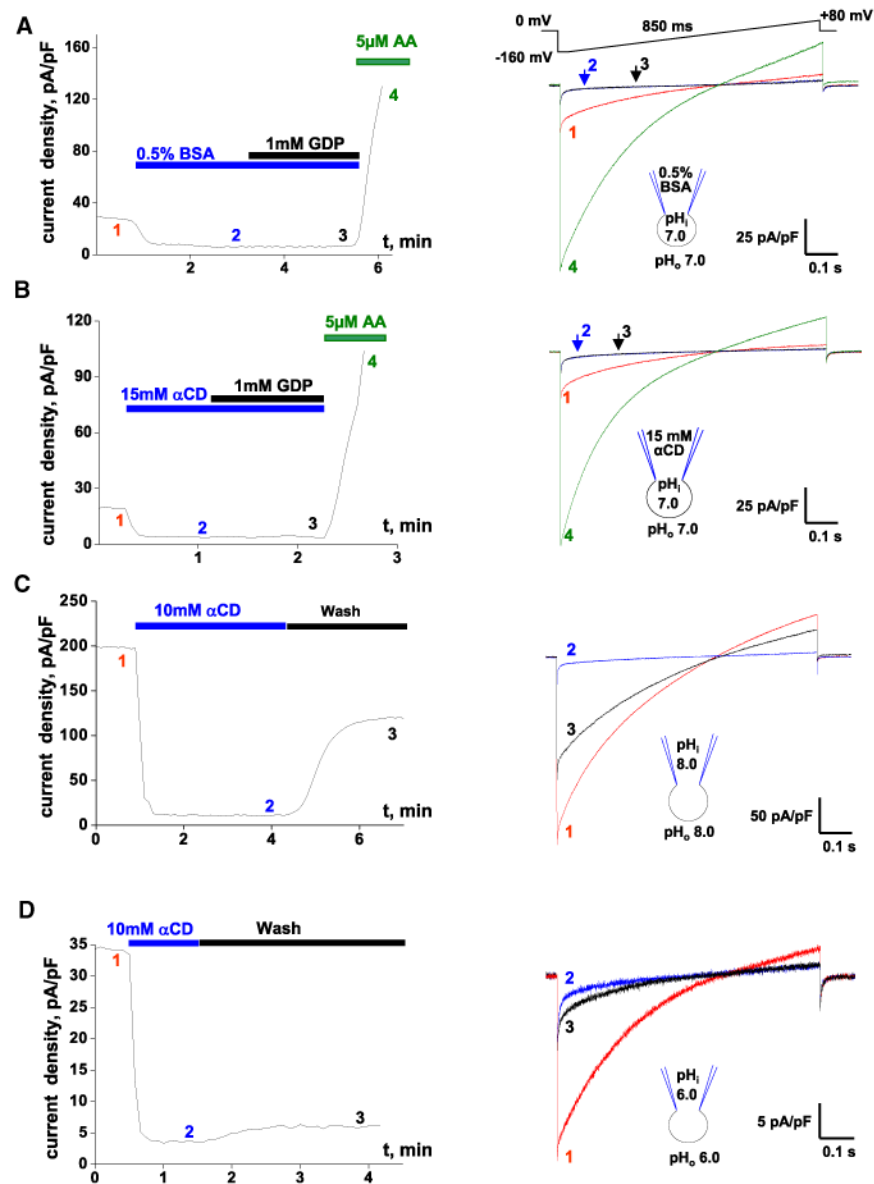 A
current density, pA/pF
160
120
80
40
0
0.5% BSA
1mM GDP
5µM AA
1
2
3
4
t, min
2
4
6
0 mV
-160 mV
850 ms
+80 mV
2
3
1
4
0.5%
BSA
pHi
7.0
pHo 7.0
25 pA/pF
0.1 s
B
current density, pA/pF
120
90
60
30
0
15mM αCD
1mM GDP
5µM AA
1
2
3
4
t, min
1
2
3
2
3
1
4
15 mM
αCD
pHi
7.0
pHo 7.0
25 pA/pF
0.1 s
C
current density, pA/pF
250
200
150
100
50
0
10mM αCD
Wash
1
2
3
t, min
0
2
4
6
2
3
1
pHi
8.0
pHo 8.0
50 pA/pF
0.1 s
D
current density, pA/pF
35
30
25
20
15
10
5
0
10mM αCD
Wash
1
2
3
t, min
0
1
2
3
4
2
3
1
pHi
6.0
pHo 6.0
5 pA/pF
0.1 s